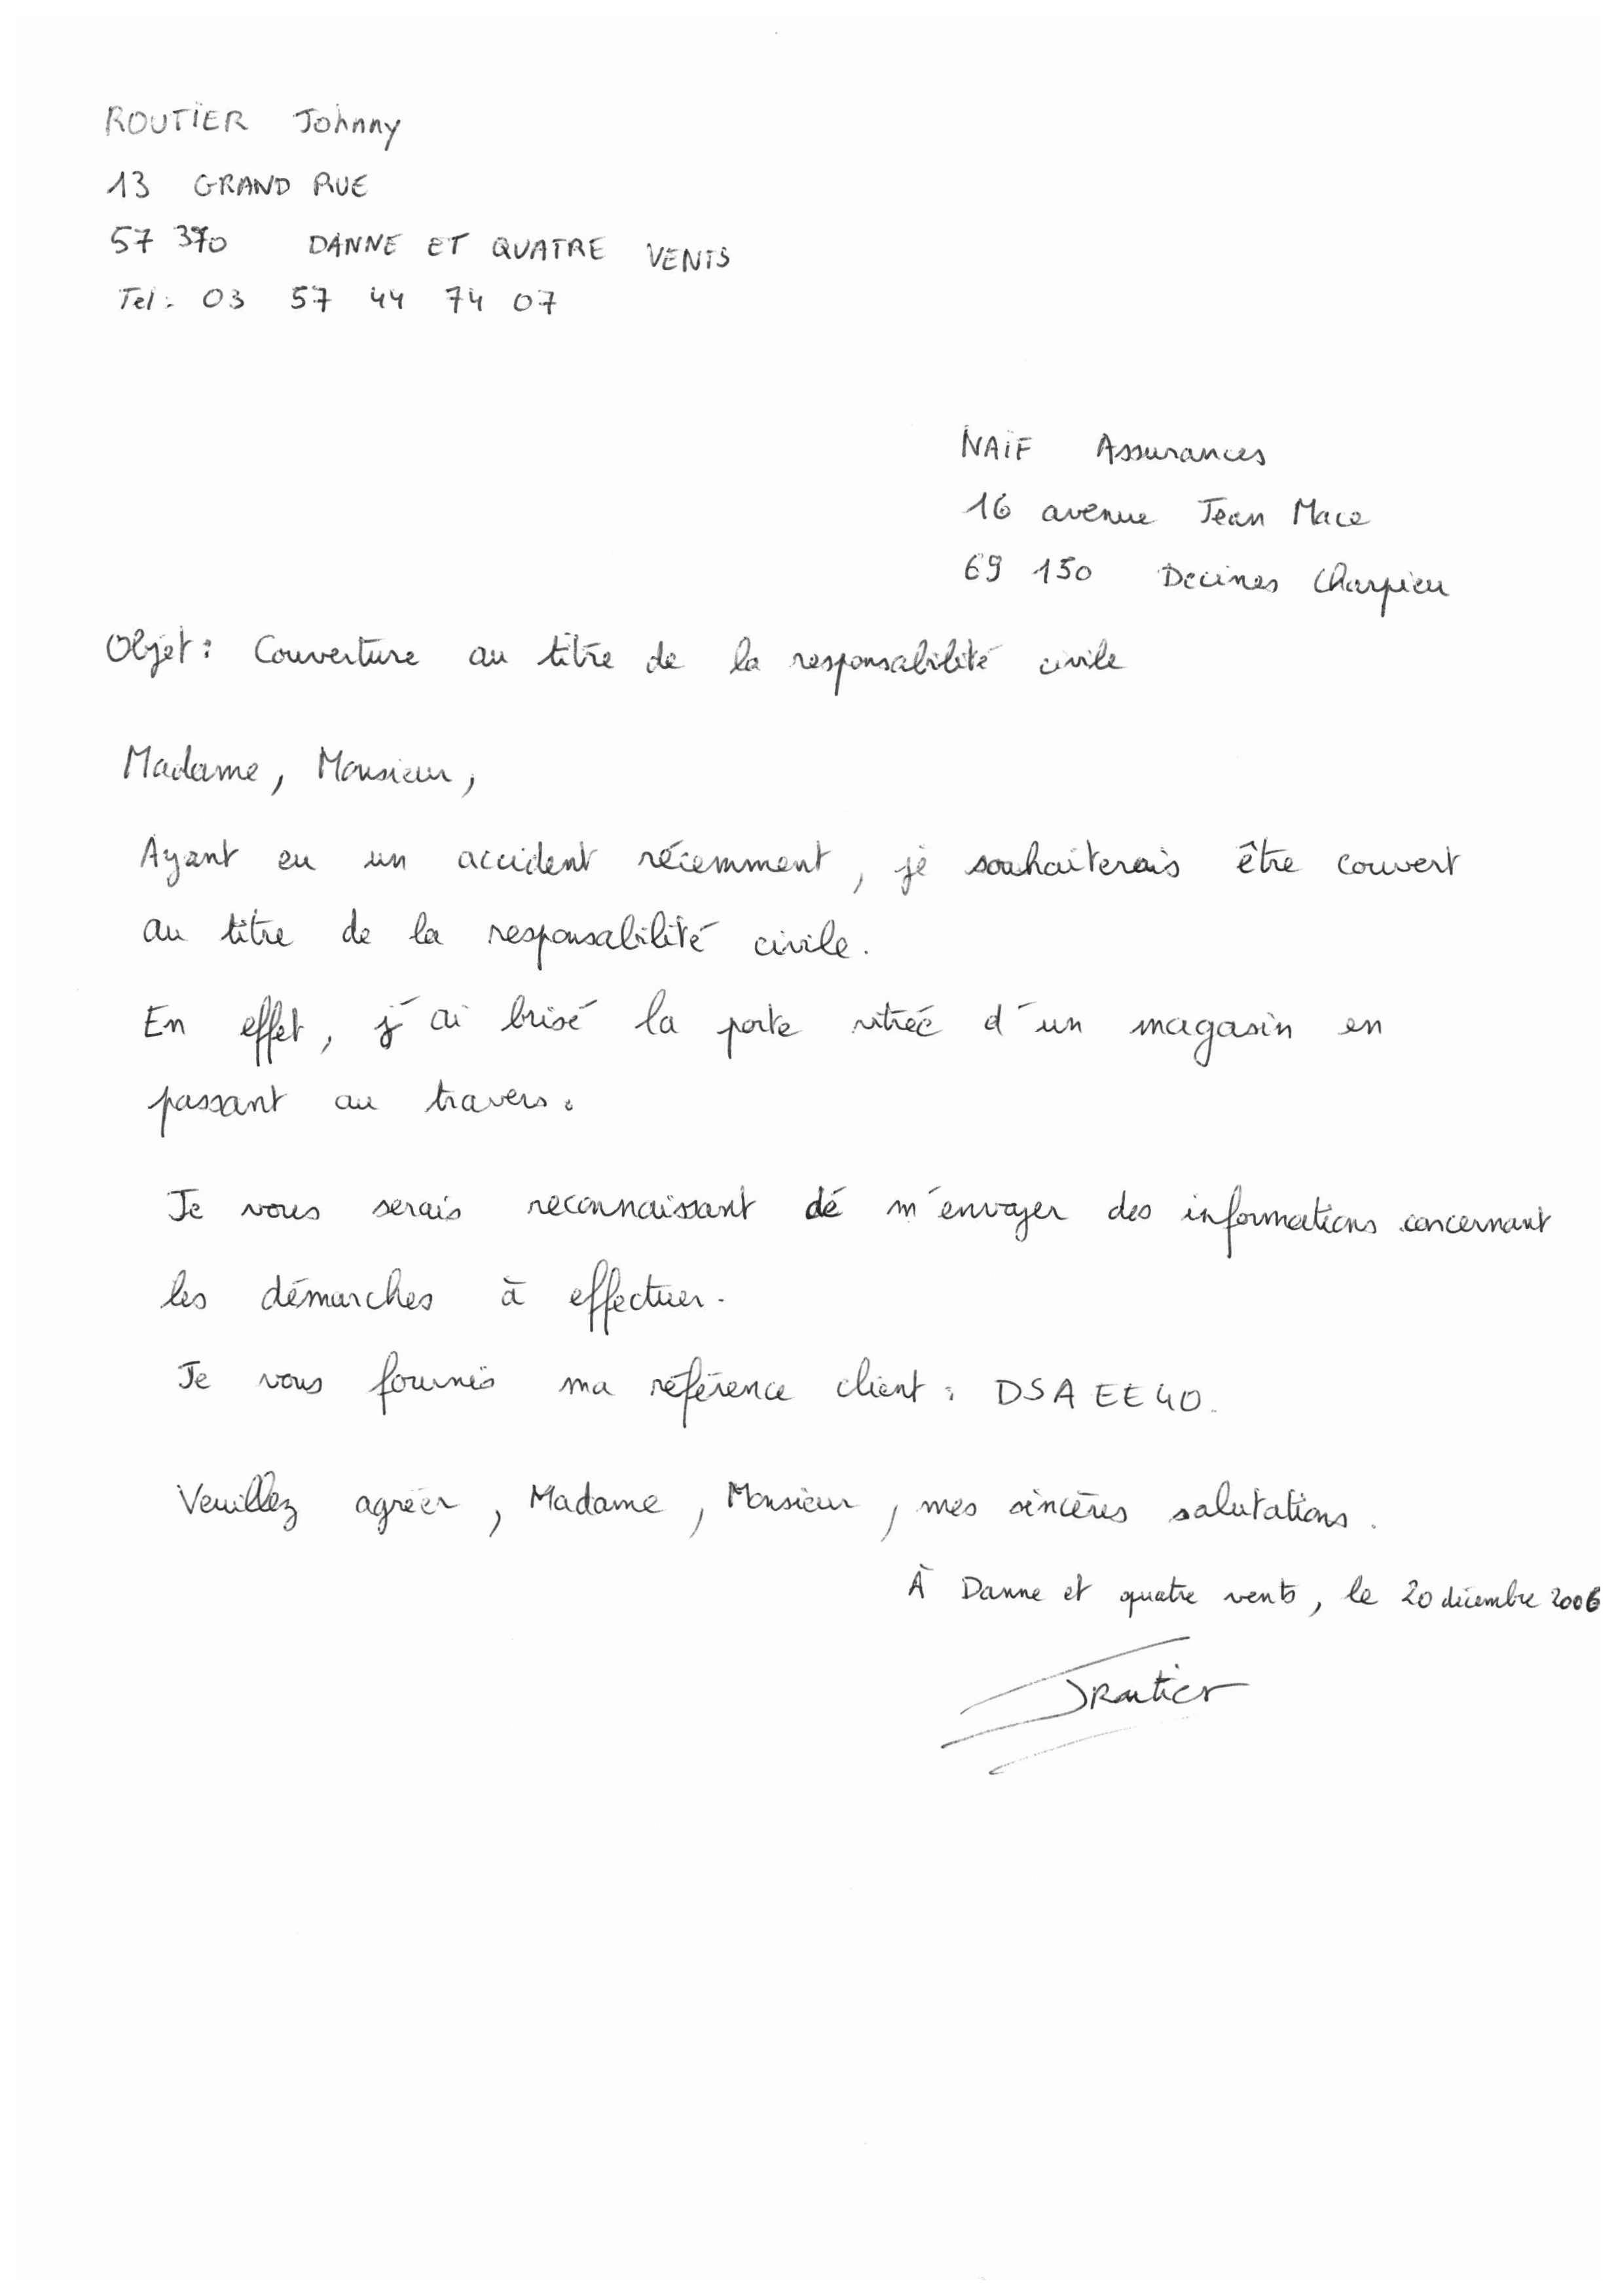 ROUTIER Johnny
13 GRAND RUE
57 370 DANNE ET QUATRE VENTS
Tel : 03 57 44 74 07
NAIF Assurances
16 avenue Jean Mace
69 150 Decines Charpieu
Objet : Couverture au titre de la responsabilité civile
Madame, Monsieur,
Ayant eu un accident récemment, je souhaiterais être couvert
au titre de la responsabilité civile.
En effet, j'ai brisé la porte vitrée d'un magasin en
passant au travers.
Je vous serais reconnaissant de m'envoyer des informations concernant
les démarches à effectuer.
Je vous fournis ma référence client : DSAEE40.
Veuillez agréer, Madame, Monsieur, mes sincères salutations.
À Danne et quatre vents, le 20 décembre 2006
JRoutier